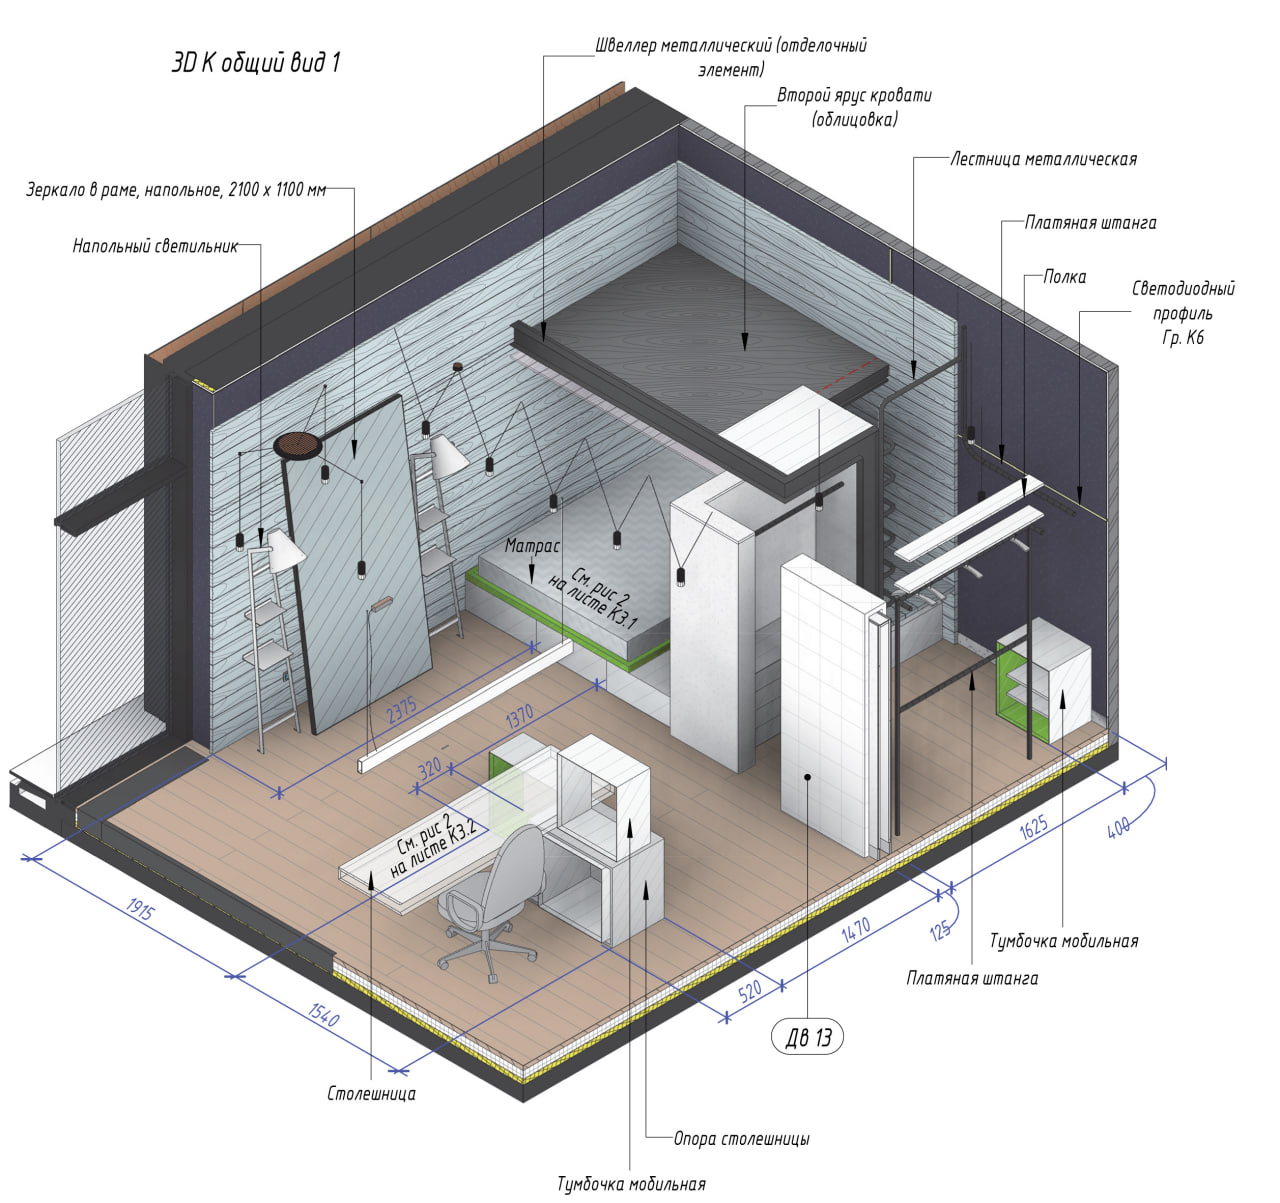 3D К общий вид 1
Швеллер металлический (отделочный
элемент)
Второй ярус кровати
(облицовка)
Лестница металлическая
Зеркало в раме, напольное, 2100 x 1100 мм
Платяная штанга
Напольный светильник
Полка
Светодиодный
профиль
Гр. К6
Матрас
См. рис 2
на листе К3.1
2375
1370
320
См. рис 2
на листе К3.2
1625
400
1915
1470
125
Тумбочка мобильная
Платяная штанга
520
1540
Дв 13
Столешница
Опора столешницы
Тумбочка мобильная